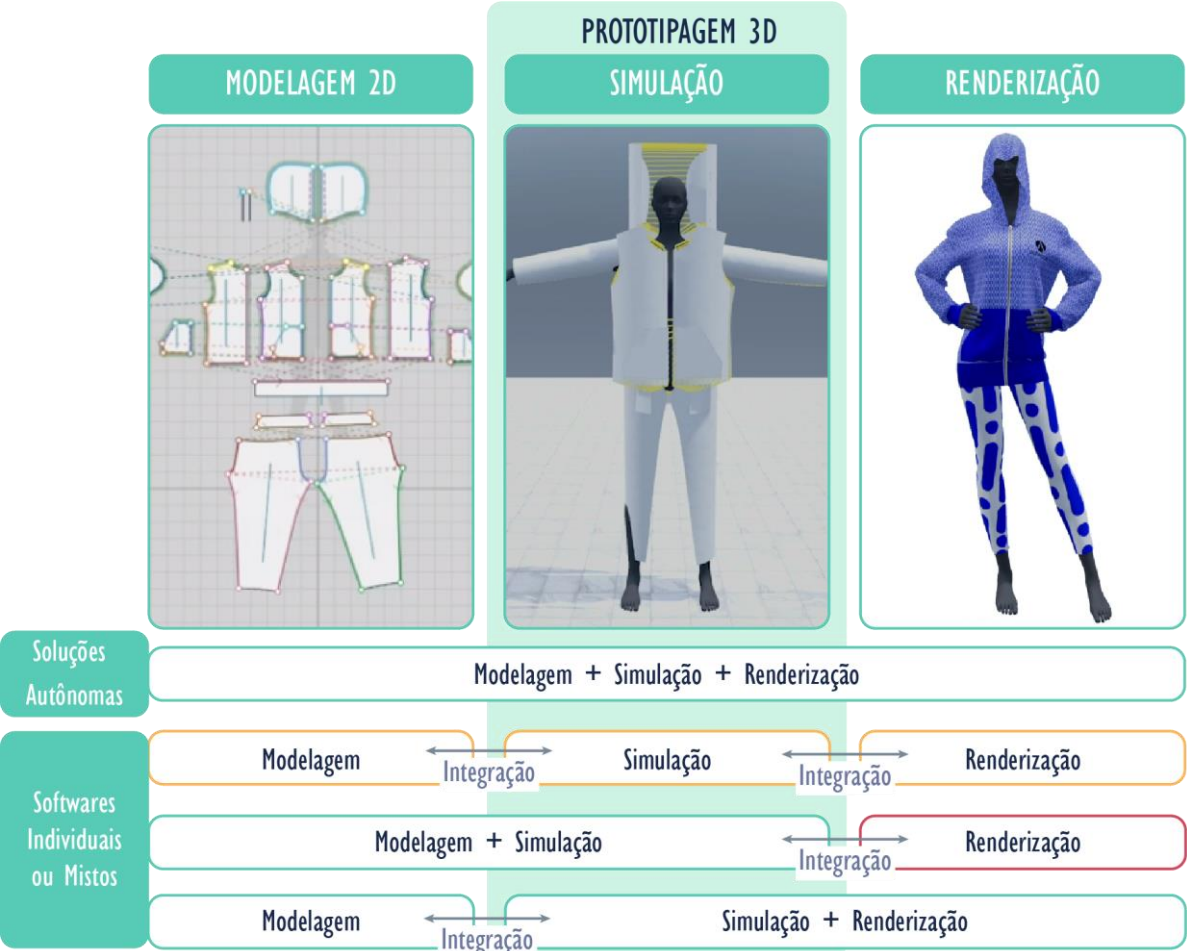 PROTOTIPAGEM 3D
MODELAGEM 2D
SIMULAÇÃO
RENDERIZAÇÃO
Soluções
Autônomas
Modelagem + Simulação + Renderização
Softwares
Individuais
ou Mistos
Modelagem
Integração
Simulação
Integração
Renderização
Modelagem + Simulação
Integração
Renderização
Modelagem
Integração
Simulação + Renderização